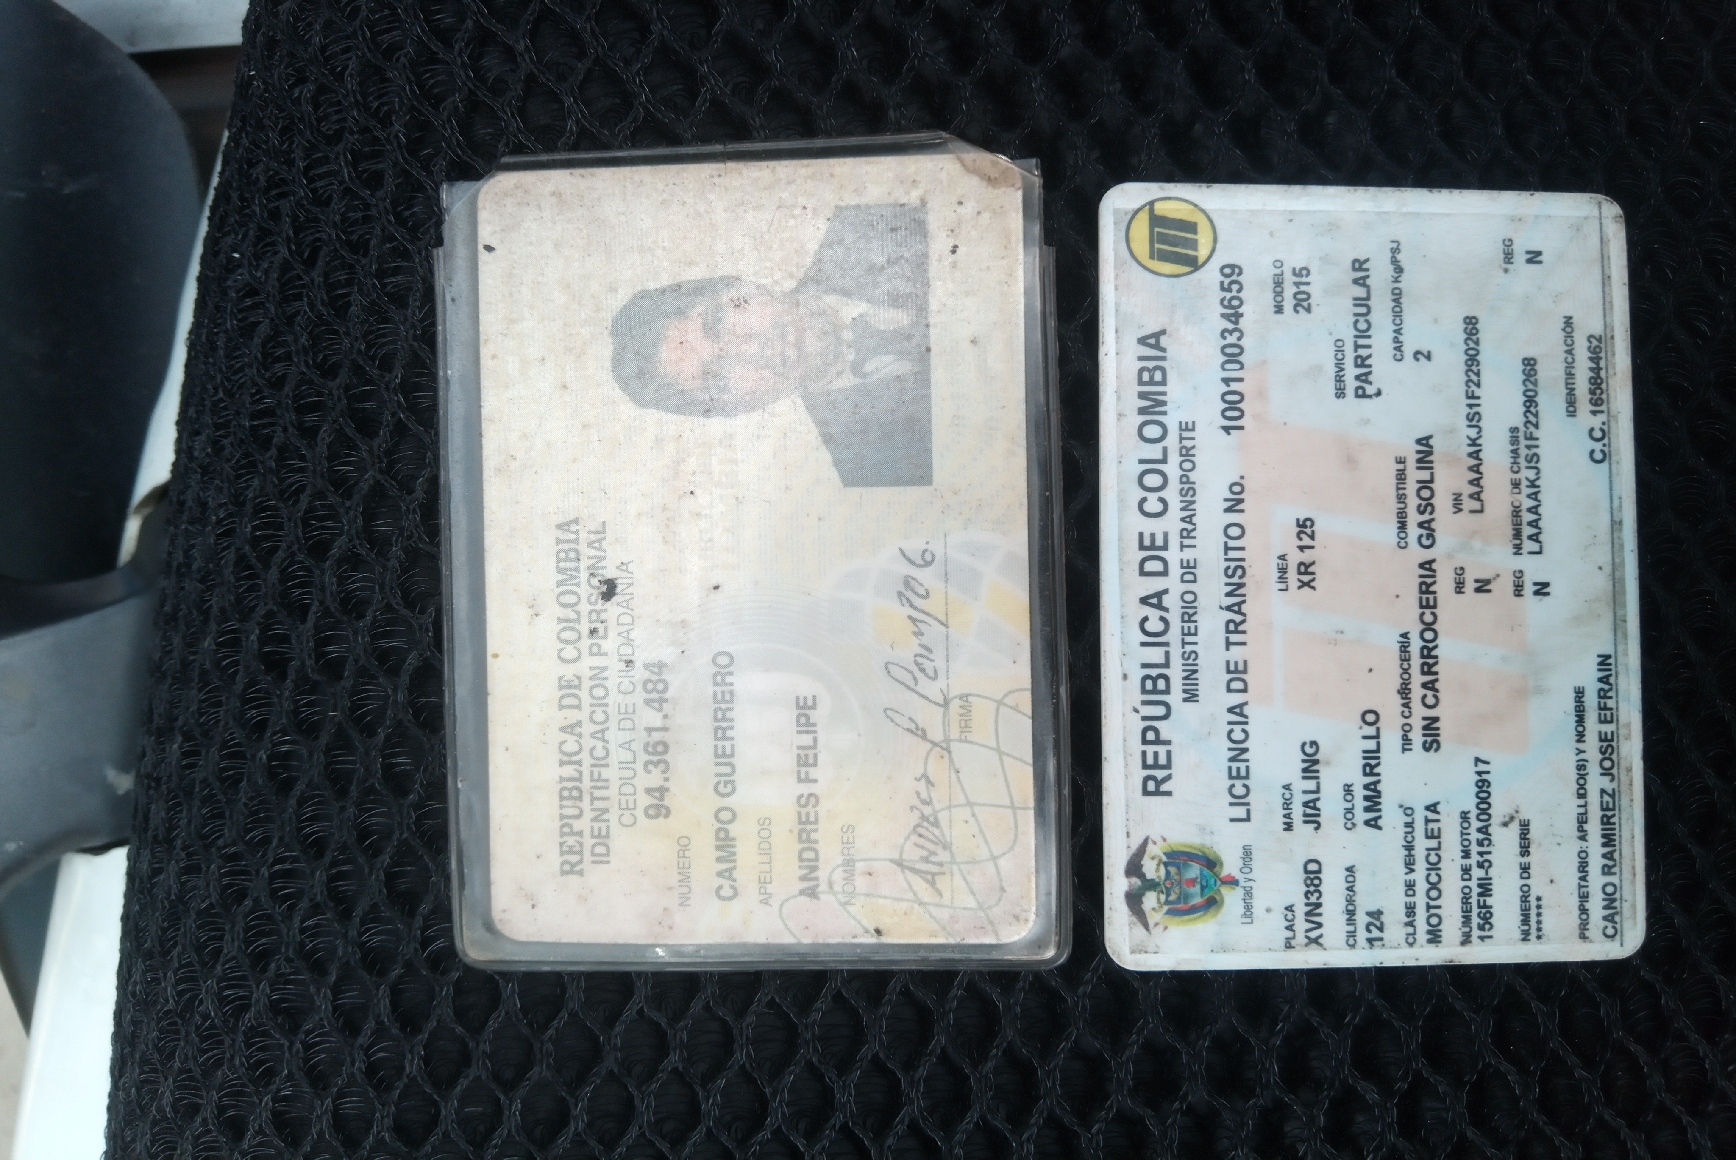 REPUBLICA DE COLOMBIA
IDENTIFICACION PERSONAL
CEDULA DE CIUDADANIA
NUMERO 94.361.484
CAMPO GUERRERO
APELLIDOS
ANDRES FELIPE
NOMBRES
Andres F Campo G.
FIRMA
REPÚBLICA DE COLOMBIA
MINISTERIO DE TRANSPORTE
Libertad y Orden
LICENCIA DE TRÁNSITO No. 10010034659
PLACA MARCA LÍNEA MODELO
XVN38D JIALING XR 125 2015
CILINDRADA COLOR SERVICIO
124 AMARILLO PARTICULAR
CLASE DE VEHÍCULO TIPO CARROCERÍA COMBUSTIBLE CAPACIDAD Kg/PSJ
MOTOCICLETA SIN CARROCERIA GASOLINA 2
NÚMERO DE MOTOR REG VIN
156FMI-515A000917 N LAAAAKJS1F2290268
NÚMERO DE SERIE REG NÚMERO DE CHASIS REG
****** N LAAAAKJS1F2290268 N
PROPIETARIO: APELLIDO(S) Y NOMBRE IDENTIFICACIÓN
CANO RAMIREZ JOSE EFRAIN C.C. 16584462